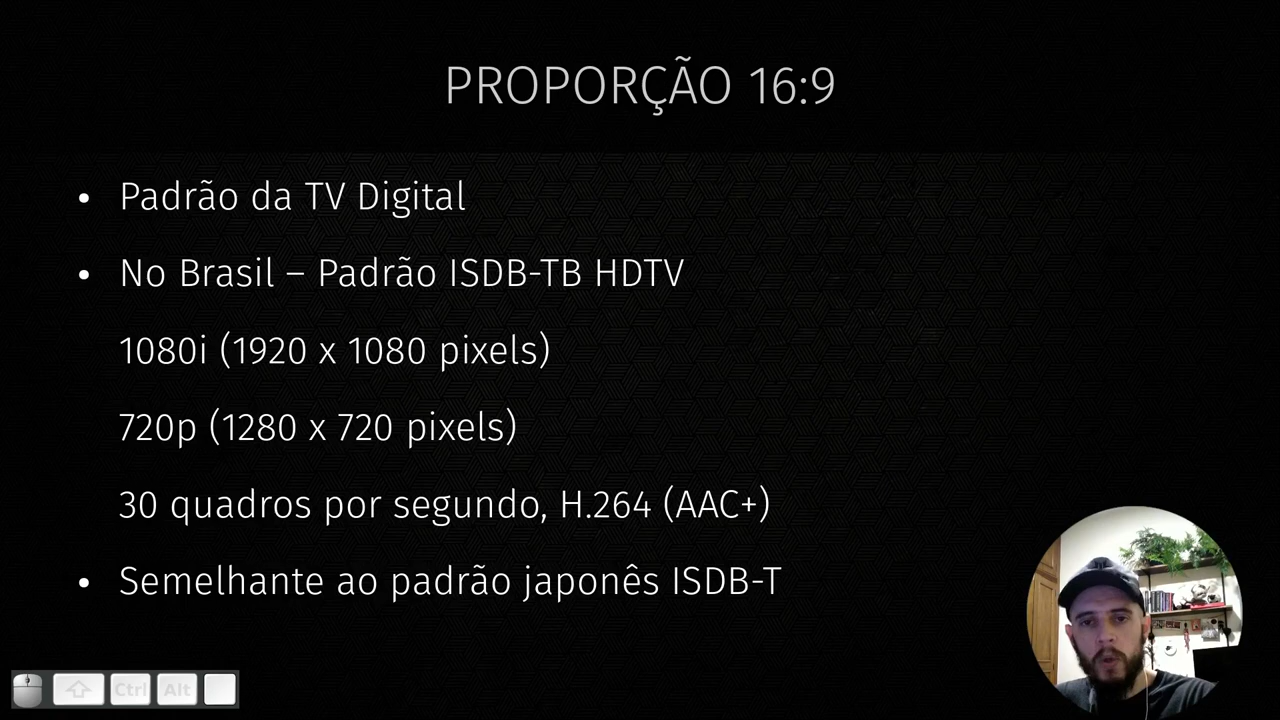 PROPORÇÃO 16:9
• Padrão da TV Digital
• No Brasil – Padrão ISDB-TB HDTV
1080i (1920 x 1080 pixels)
720p (1280 x 720 pixels)
30 quadros por segundo, H.264 (AAC+)
• Semelhante ao padrão japonês ISDB-T
Ctrl Alt